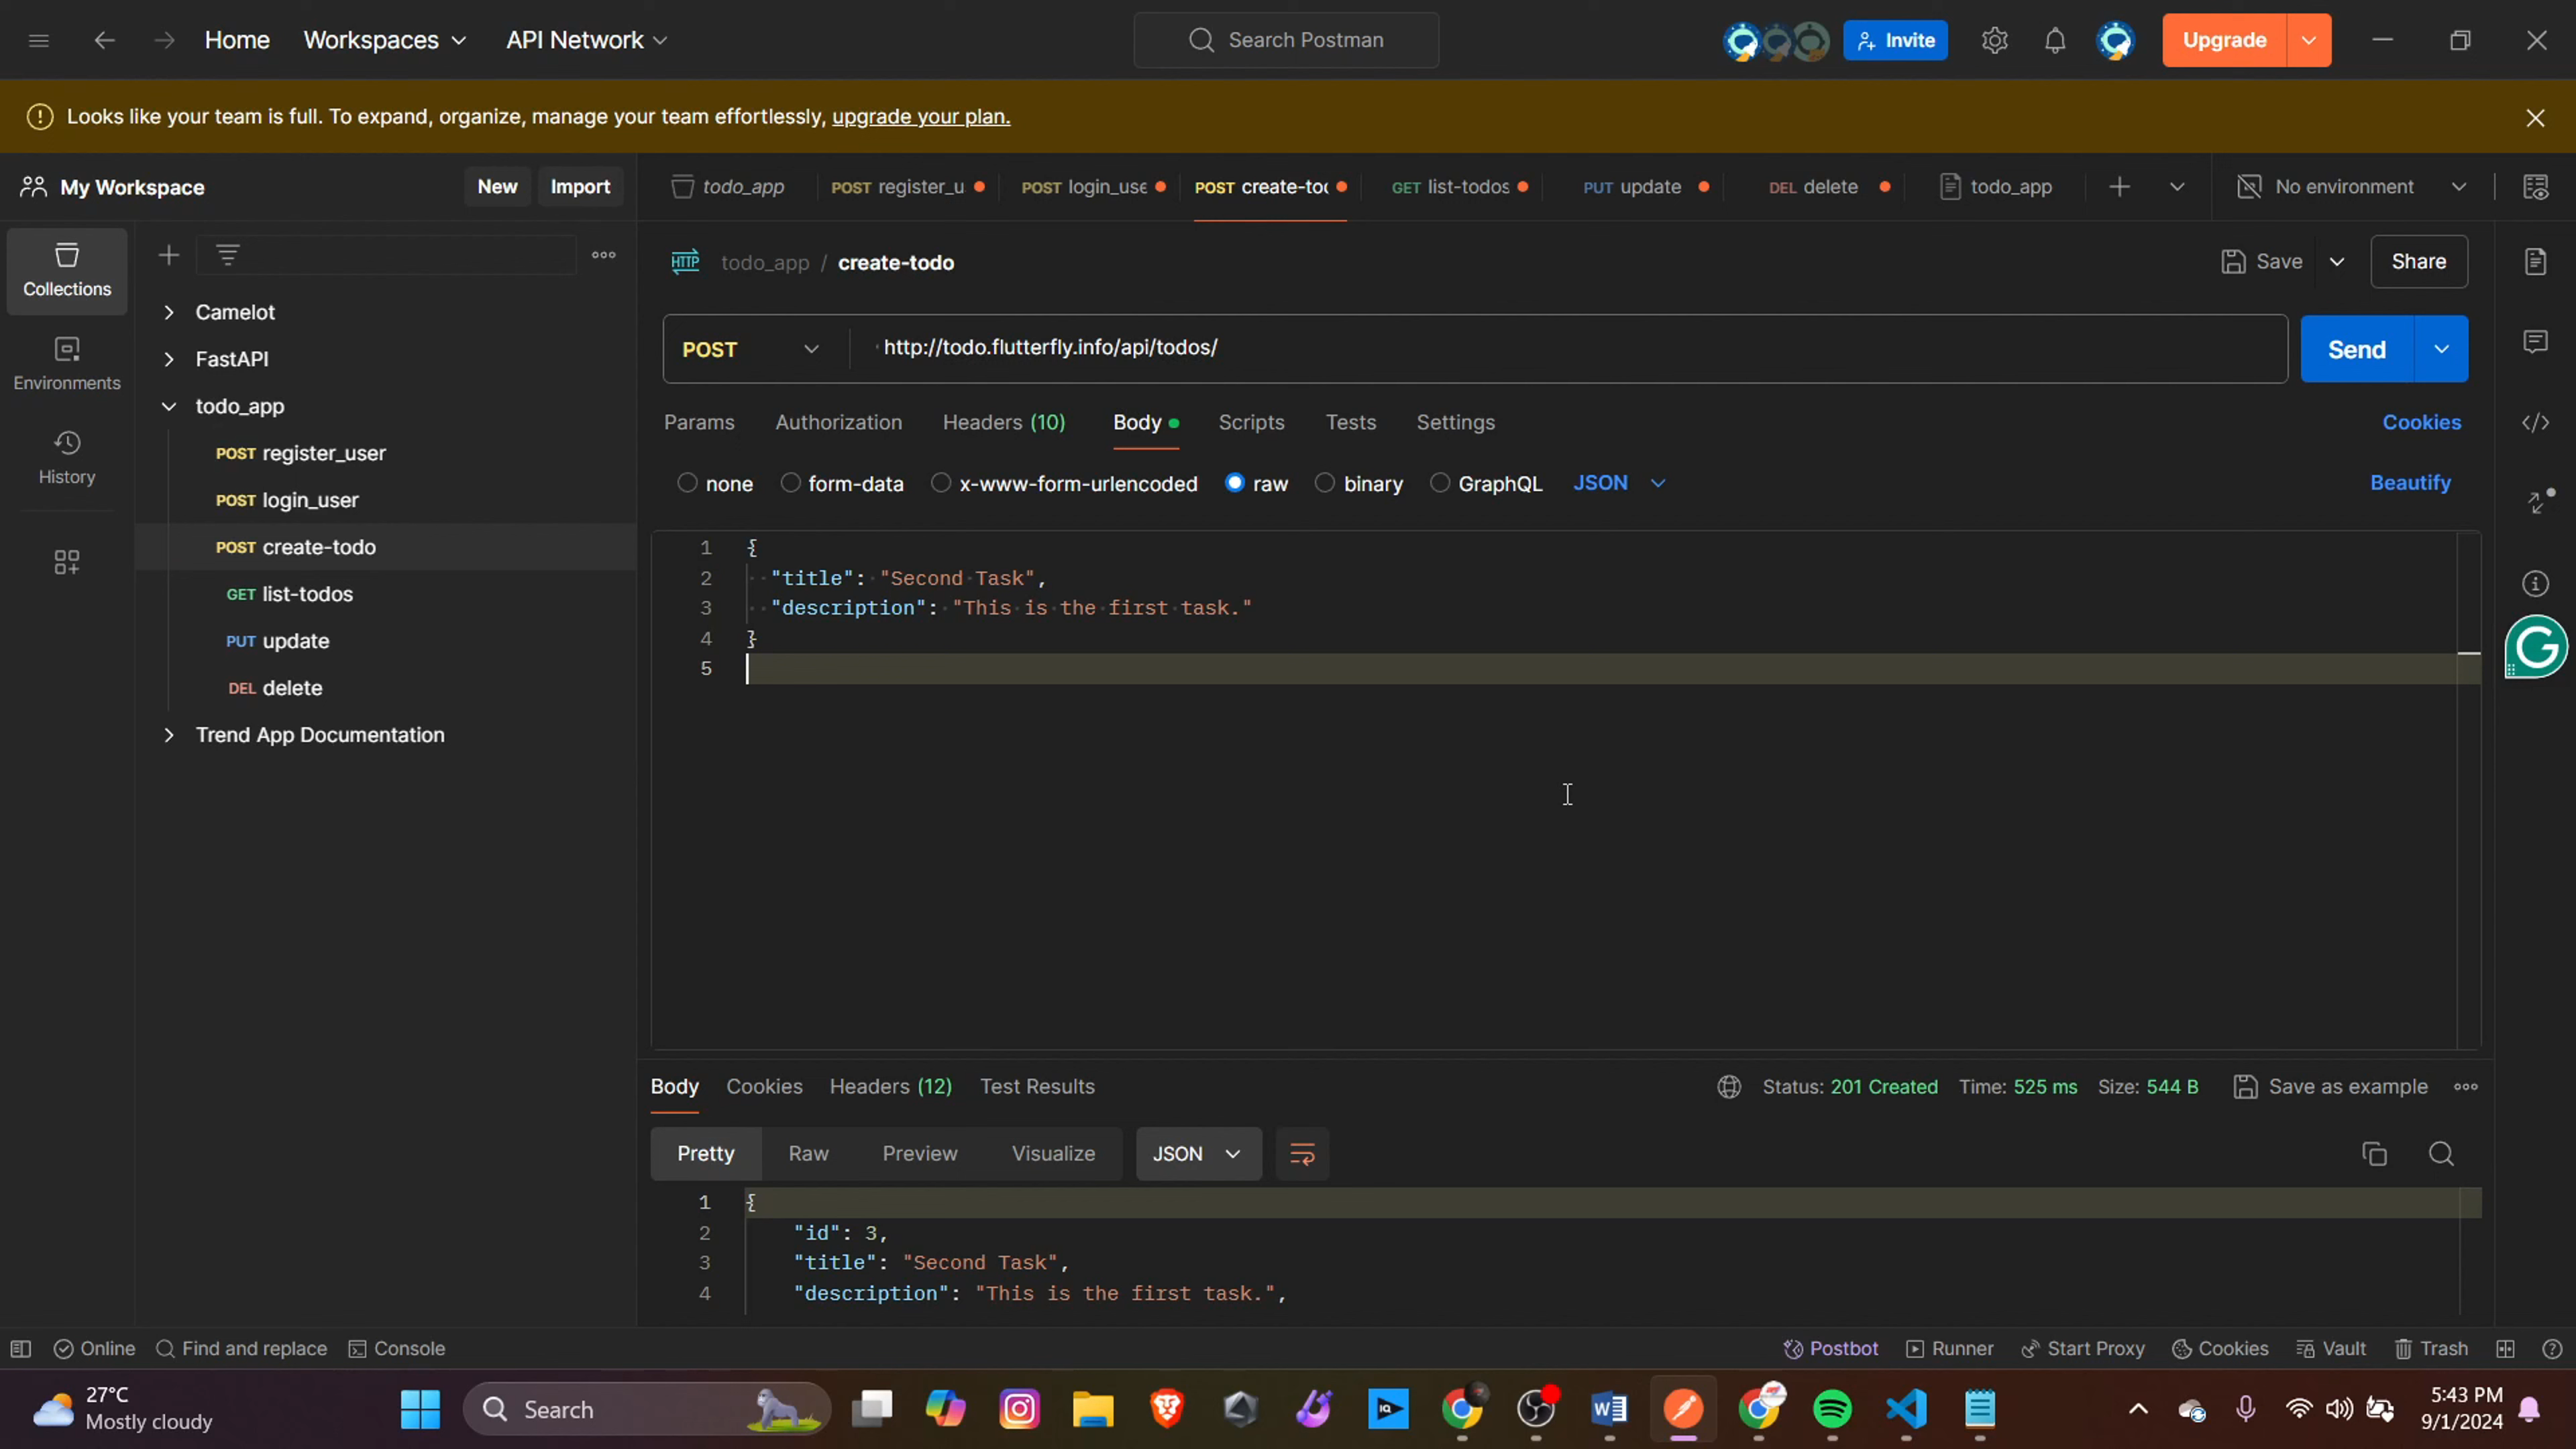 Home Workspaces API Network Search Postman Invite Upgrade
Looks like your team is full. To expand, organize, manage your team effortlessly, upgrade your plan.
My Workspace New Import
todo_app POST register_u POST login_use POST create-too GET list-todos PUT update DEL delete todo_app No environment
Collections
Environments
History
Camelot
FastAPI
todo_app
POST register_user
POST login_user
POST create-todo
GET list-todos
PUT update
DEL delete
Trend App Documentation
HTTP todo_app / create-todo Save Share
POST http://todo.flutterfly.info/api/todos/ Send
Params Authorization Headers (10) Body Scripts Tests Settings Cookies
none form-data x-www-form-urlencoded raw binary GraphQL JSON Beautify
1 {
2 "title": "Second Task",
3 "description": "This is the first task."
4 }
5
Body Cookies Headers (12) Test Results Status: 201 Created Time: 525 ms Size: 544 B Save as example
Pretty Raw Preview Visualize JSON
1 {
2 "id": 3,
3 "title": "Second Task",
4 "description": "This is the first task.",
Online Find and replace Console Postbot Runner Start Proxy Cookies Vault Trash
27°C
Mostly cloudy
Search
5:43 PM
9/1/2024